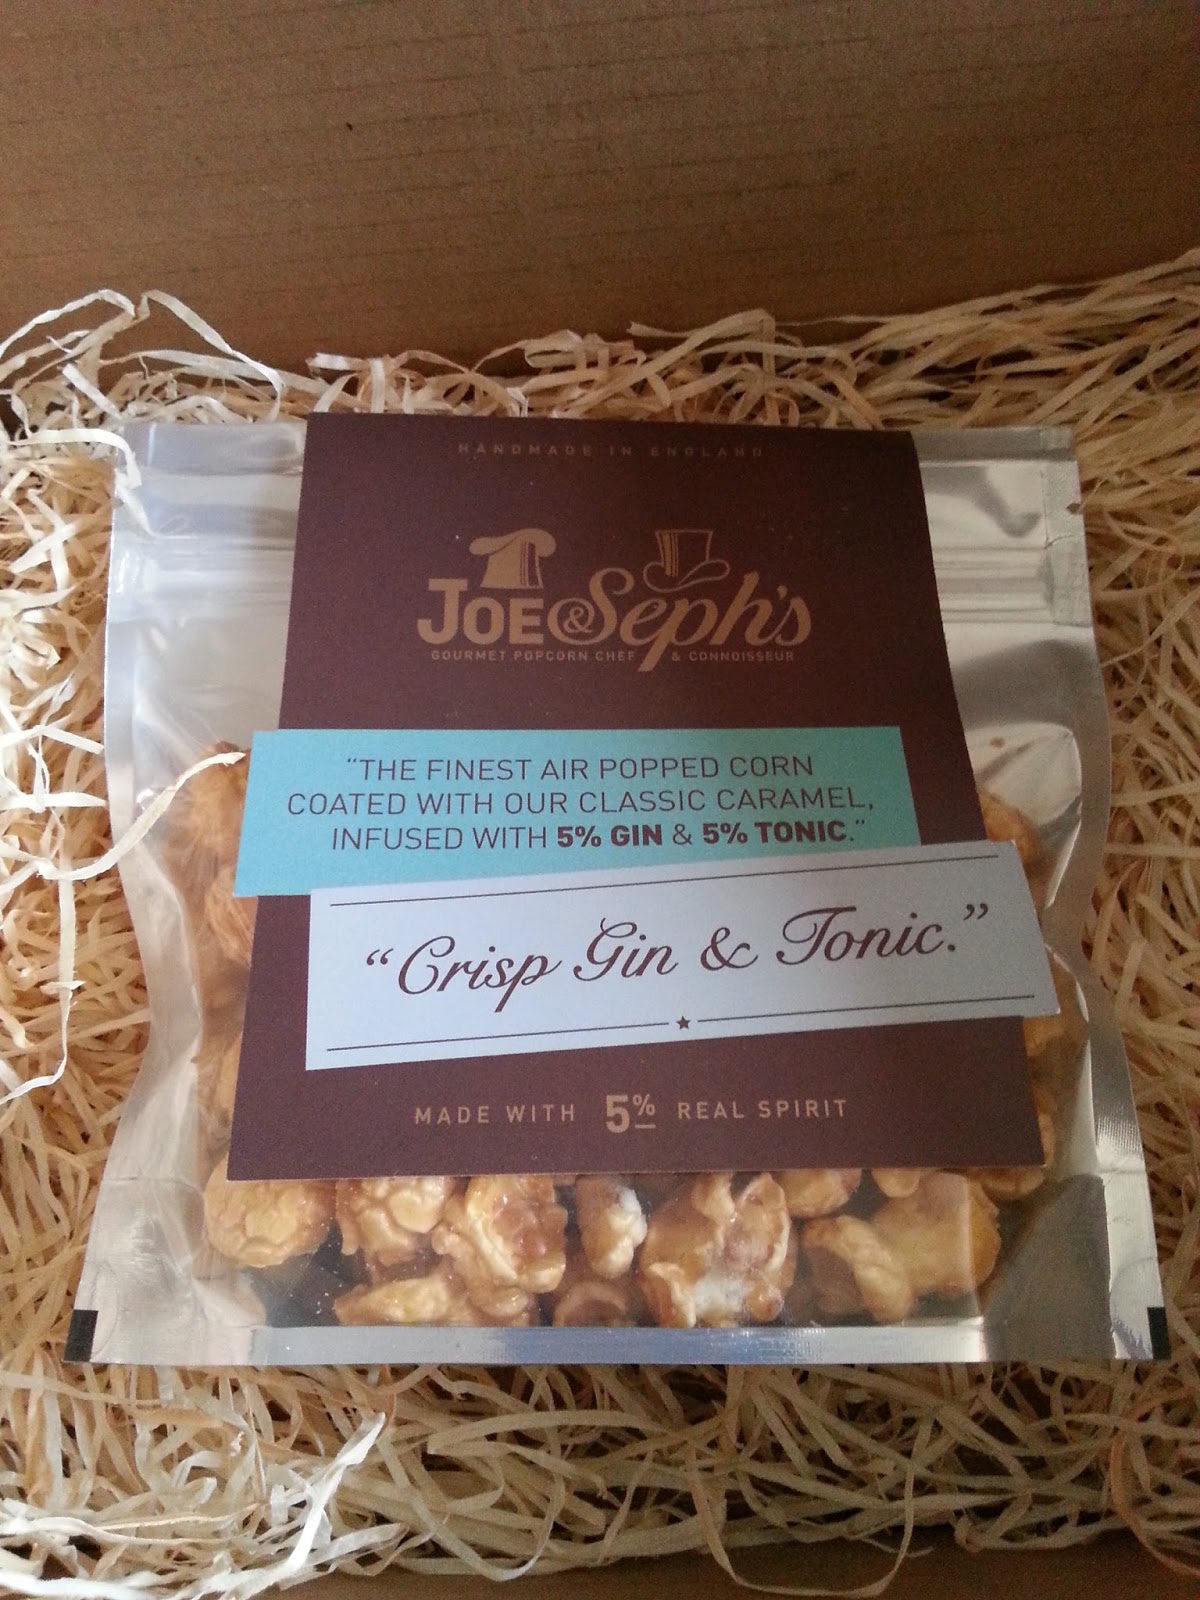 HANDMADE IN ENGLAND
JOE & Seph's
GOURMET POPCORN CHEF & CONNOISSEUR
"THE FINEST AIR POPPED CORN
COATED WITH OUR CLASSIC CARAMEL,
INFUSED WITH 5% GIN & 5% TONIC."
"Crisp Gin & Tonic."
MADE WITH 5% REAL SPIRIT